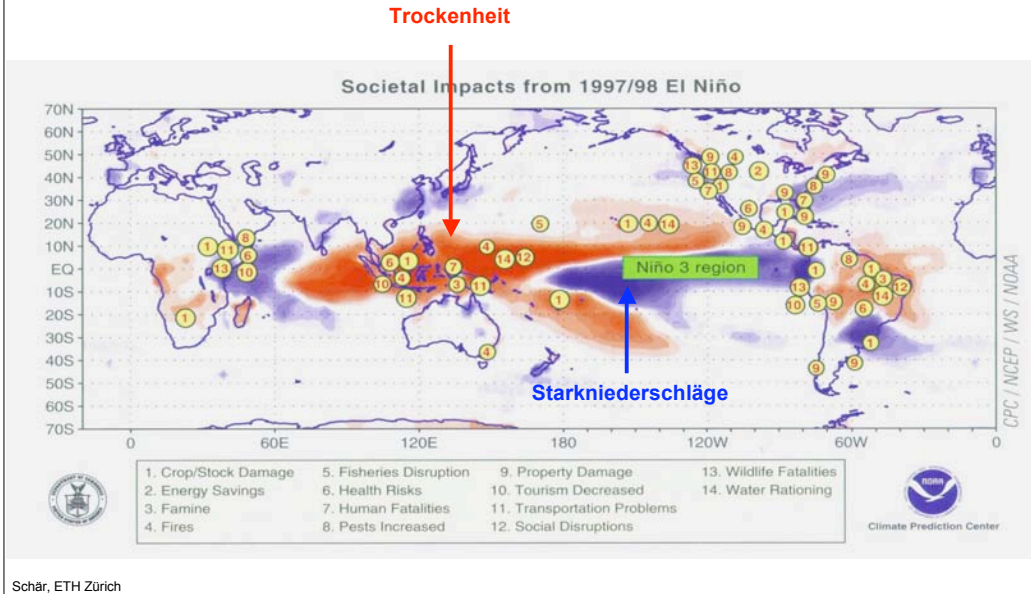 Trockenheit
Societal Impacts from 1997/98 El Niño
70N
60N
50N
40N
30N
20N
10N
EQ
10S
20S
30S
40S
50S
60S
70S
0
60E
120E
180
120W
60W
0
Niño 3 region
Starkniederschläge
CPC / NCEP / WS / NOAA
1. Crop/Stock Damage
2. Energy Savings
3. Famine
4. Fires
5. Fisheries Disruption
6. Health Risks
7. Human Fatalities
8. Pests Increased
9. Property Damage
10. Tourism Decreased
11. Transportation Problems
12. Social Disruptions
13. Wildlife Fatalities
14. Water Rationing
NOAA
Climate Prediction Center
Schär, ETH Zürich